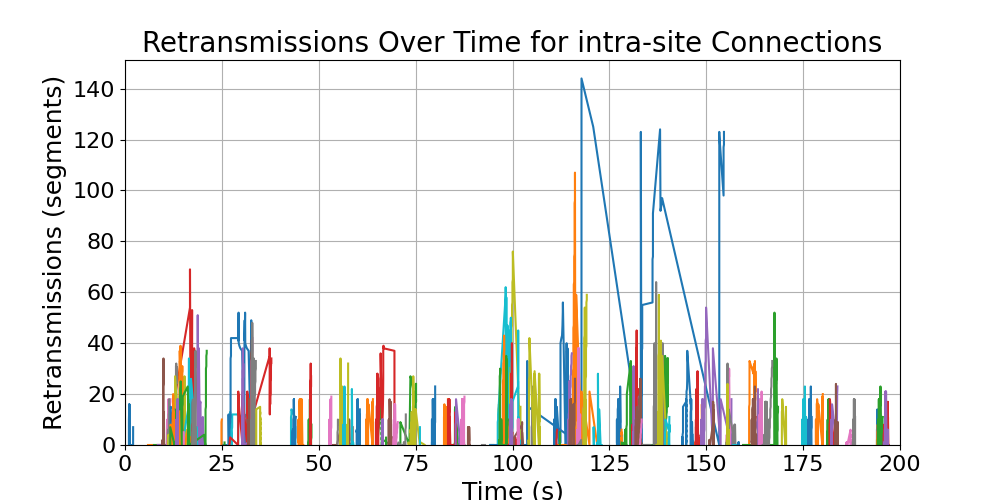 Retransmissions Over Time for intra-site Connections
Retransmissions (segments)
140
120
100
80
60
40
20
0
0 25 50 75 100 125 150 175 200
Time (s)